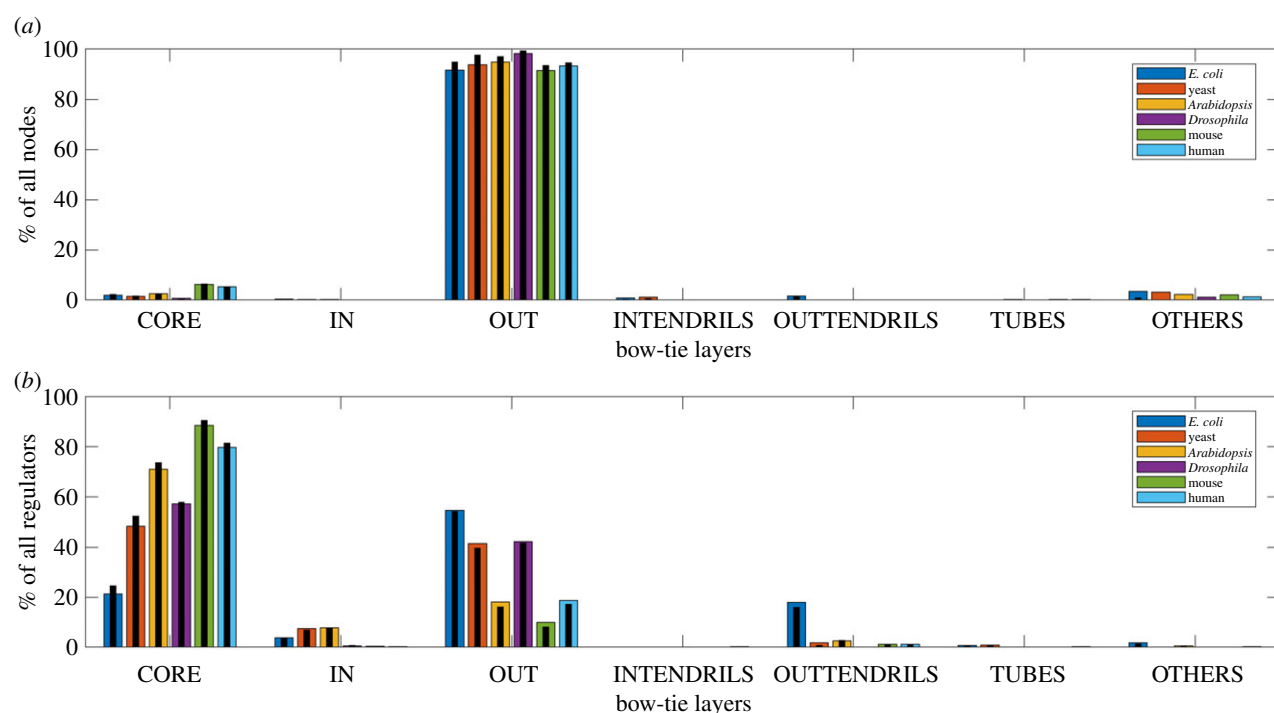 (a)
100
80
60
40
20
0
% of all nodes
E. coli
yeast
Arabidopsis
Drosophila
mouse
human
CORE IN OUT INTENDRILS OUTTENDRILS TUBES OTHERS
bow-tie layers
(b)
100
80
60
40
20
0
% of all regulators
E. coli
yeast
Arabidopsis
Drosophila
mouse
human
CORE IN OUT INTENDRILS OUTTENDRILS TUBES OTHERS
bow-tie layers